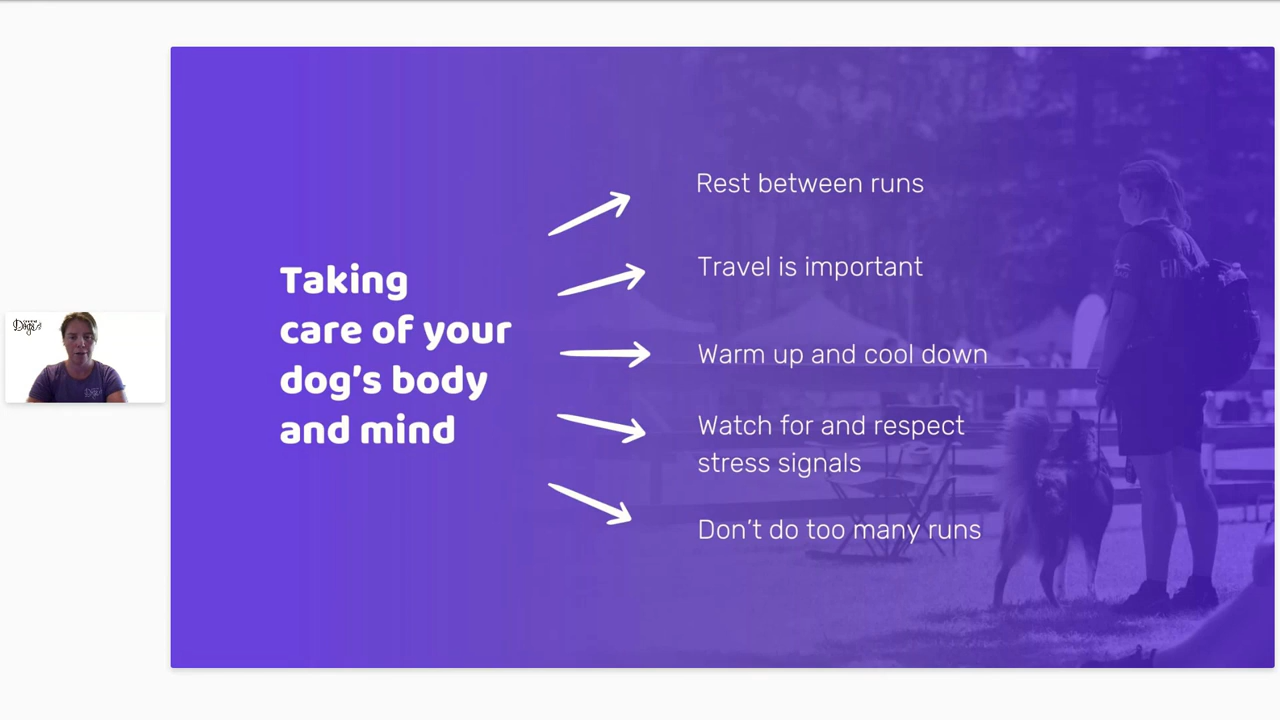 Taking
care of your
dog's body
and mind
Rest between runs
Travel is important
Warm up and cool down
Watch for and respect
stress signals
Don't do too many runs
Dogs